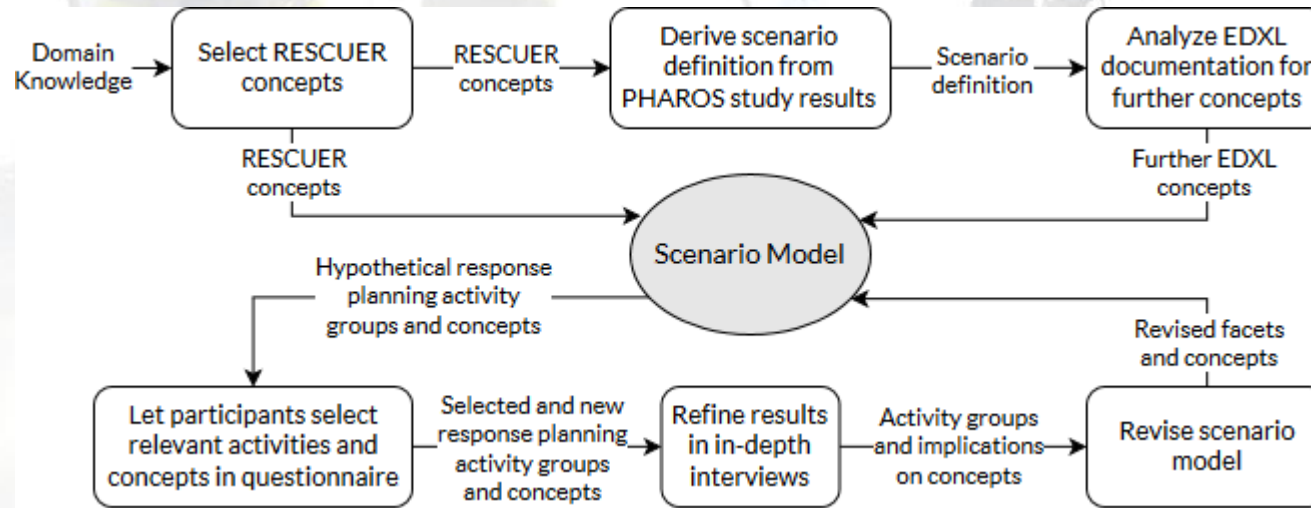 Domain
Knowledge
Select RESCUER
concepts
RESCUER
concepts
Derive scenario
definition from
PHAROS study results
Scenario
definition
Analyze EDXL
documentation for
further concepts
RESCUER
concepts
Further EDXL
concepts
Scenario Model
Hypothetical response
planning activity
groups and concepts
Revised facets
and concepts
Let participants select
relevant activities and
concepts in questionnaire
Selected and new
response planning
activity groups
and concepts
Refine results
in in-depth
interviews
Activity groups
and implications
on concepts
Revise scenario
model